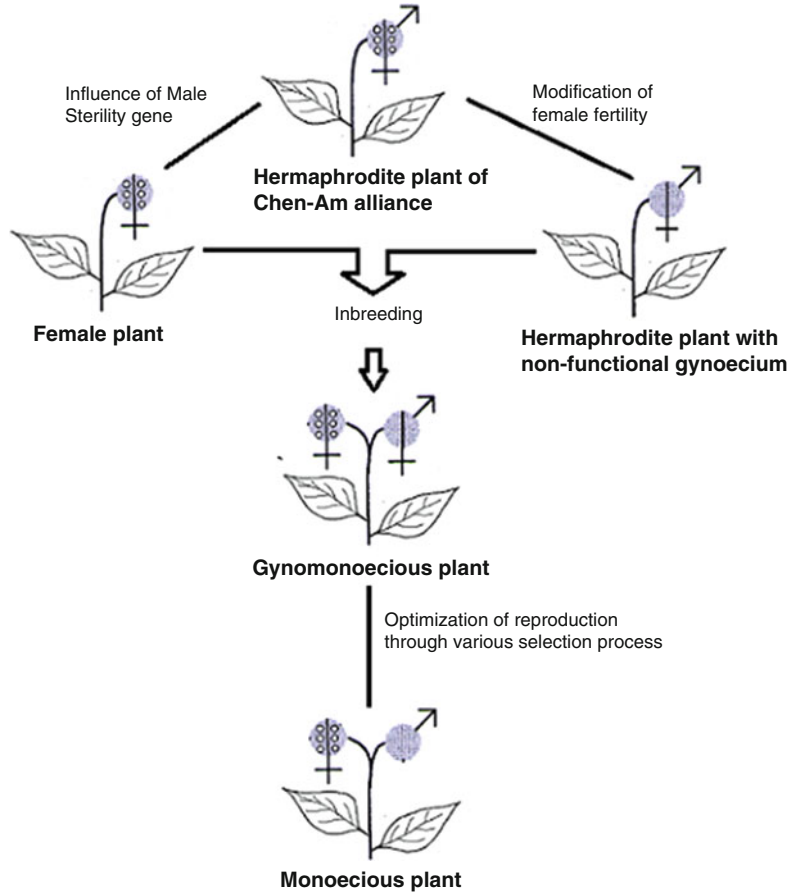 Influence of Male
Sterility gene
Modification of
female fertility
Hermaphrodite plant of
Chen-Am alliance
Female plant
Inbreeding
Hermaphrodite plant with
non-functional gynoecium
Gynomonoecious plant
Optimization of reproduction
through various selection process
Monoecious plant